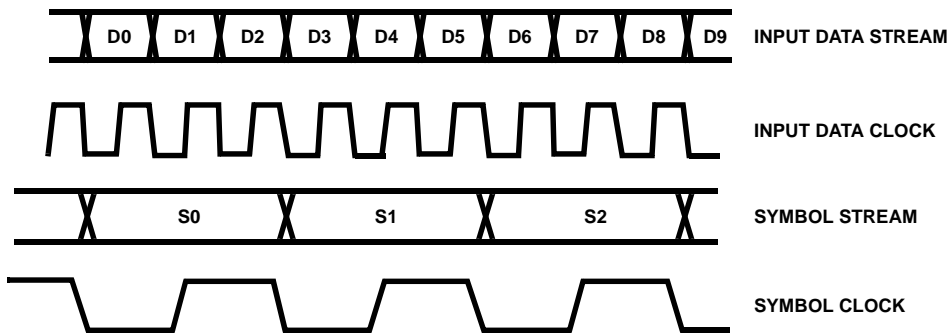 D0 D1 D2 D3 D4 D5 D6 D7 D8 D9 INPUT DATA STREAM
INPUT DATA CLOCK
S0 S1 S2 SYMBOL STREAM
SYMBOL CLOCK